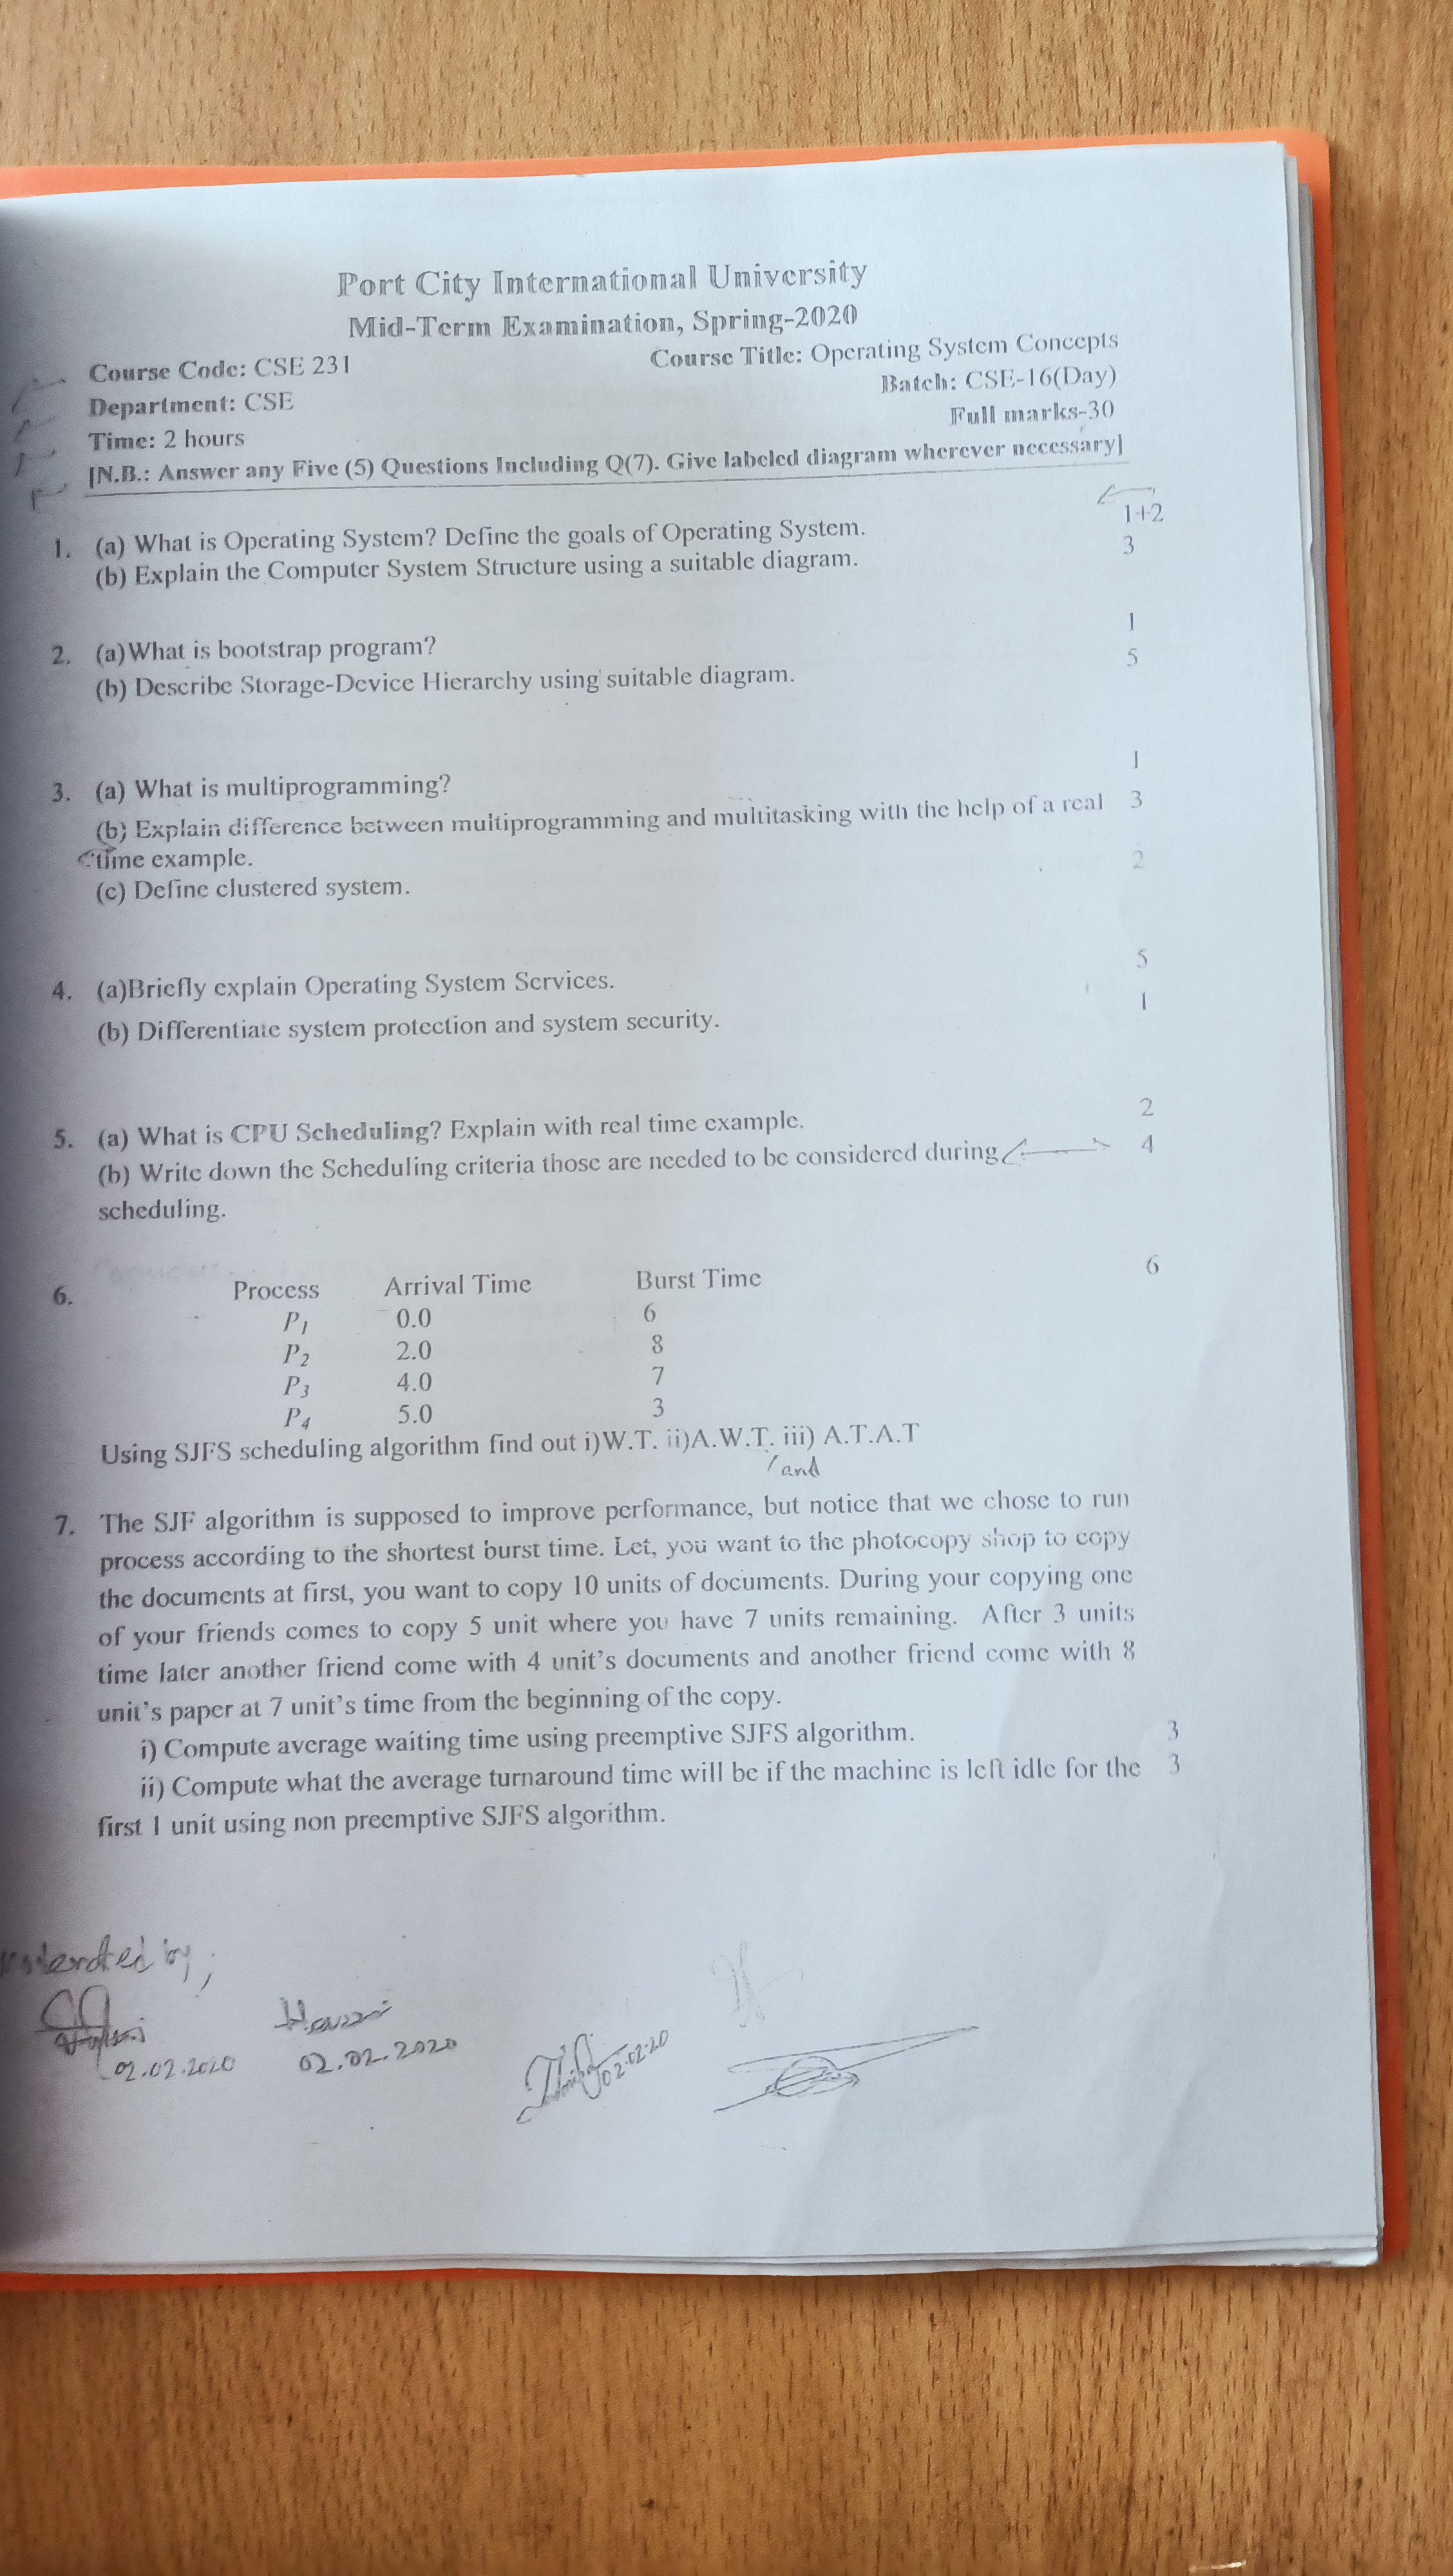 Port City International University
Mid-Term Examination, Spring-2020
Course Code: CSE 231 Course Title: Operating System Concepts
Department: CSE Batch: CSE-16(Day)
Time: 2 hours Full marks-30
[N.B.: Answer any Five (5) Questions Including Q(7). Give labeled diagram wherever necessary]
1. (a) What is Operating System? Define the goals of Operating System. 1+2
(b) Explain the Computer System Structure using a suitable diagram. 3
2. (a)What is bootstrap program? 1
(b) Describe Storage-Device Hierarchy using suitable diagram. 5
3. (a) What is multiprogramming? 1
(b) Explain difference between multiprogramming and multitasking with the help of a real 3
time example.
(c) Define clustered system. 2
4. (a)Briefly explain Operating System Services. 5
(b) Differentiate system protection and system security. 1
5. (a) What is CPU Scheduling? Explain with real time example. 2
(b) Write down the Scheduling criteria those are needed to be considered during 4
scheduling.
6. Process Arrival Time Burst Time 6
P1 0.0 6
P2 2.0 8
P3 4.0 7
P4 5.0 3
Using SJFS scheduling algorithm find out i)W.T. ii)A.W.T. iii) A.T.A.T
and
7. The SJF algorithm is supposed to improve performance, but notice that we chose to run
process according to the shortest burst time. Let, you want to the photocopy shop to copy
the documents at first, you want to copy 10 units of documents. During your copying one
of your friends comes to copy 5 unit where you have 7 units remaining. After 3 units
time later another friend come with 4 unit's documents and another friend come with 8
unit's paper at 7 unit's time from the beginning of the copy.
i) Compute average waiting time using preemptive SJFS algorithm. 3
ii) Compute what the average turnaround time will be if the machine is left idle for the 3
first 1 unit using non preemptive SJFS algorithm.
by,
02.02.2020 02.02.2020 02.02.20